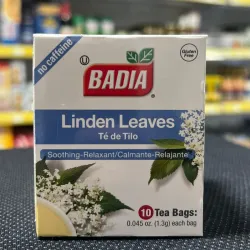 no caffeine
U
BADIA
Gluten
Free
Linden Leaves
Té de Tilo
Soothing-Relaxant/Calmante-Relajante
10 Tea Bags:
0.045 oz. (1.3g) each bag